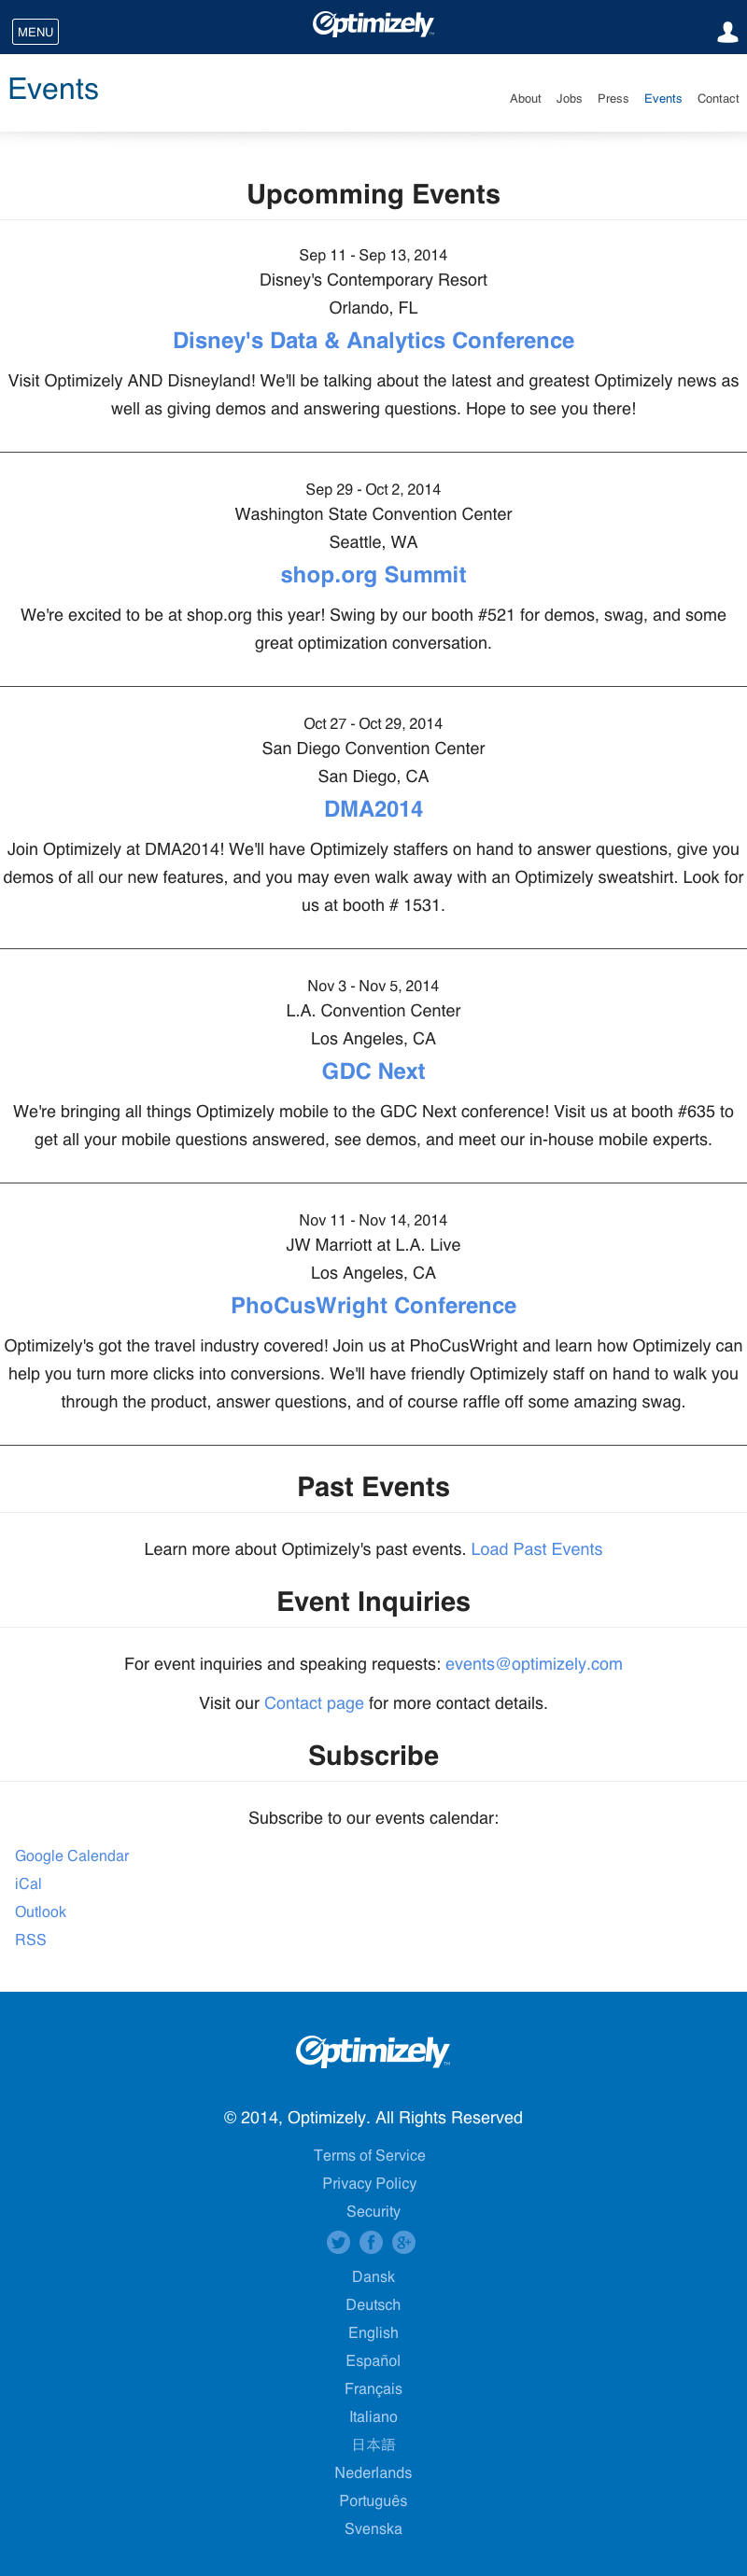 MENU
Optimizely
Events
About Jobs Press Events Contact
Upcomming Events
Sep 11 - Sep 13, 2014
Disney's Contemporary Resort
Orlando, FL
Disney's Data & Analytics Conference
Visit Optimizely AND Disneyland! We'll be talking about the latest and greatest Optimizely news as
well as giving demos and answering questions. Hope to see you there!
Sep 29 - Oct 2, 2014
Washington State Convention Center
Seattle, WA
shop.org Summit
We're excited to be at shop.org this year! Swing by our booth #521 for demos, swag, and some
great optimization conversation.
Oct 27 - Oct 29, 2014
San Diego Convention Center
San Diego, CA
DMA2014
Join Optimizely at DMA2014! We'll have Optimizely staffers on hand to answer questions, give you
demos of all our new features, and you may even walk away with an Optimizely sweatshirt. Look for
us at booth # 1531.
Nov 3 - Nov 5, 2014
L.A. Convention Center
Los Angeles, CA
GDC Next
We're bringing all things Optimizely mobile to the GDC Next conference! Visit us at booth #635 to
get all your mobile questions answered, see demos, and meet our in-house mobile experts.
Nov 11 - Nov 14, 2014
JW Marriott at L.A. Live
Los Angeles, CA
PhoCusWright Conference
Optimizely's got the travel industry covered! Join us at PhoCusWright and learn how Optimizely can
help you turn more clicks into conversions. We'll have friendly Optimizely staff on hand to walk you
through the product, answer questions, and of course raffle off some amazing swag.
Past Events
Learn more about Optimizely's past events. Load Past Events
Event Inquiries
For event inquiries and speaking requests: events@optimizely.com
Visit our Contact page for more contact details.
Subscribe
Subscribe to our events calendar:
Google Calendar
iCal
Outlook
RSS
Optimizely
© 2014, Optimizely. All Rights Reserved
Terms of Service
Privacy Policy
Security
Dansk
Deutsch
English
Español
Français
Italiano
日本語
Nederlands
Português
Svenska